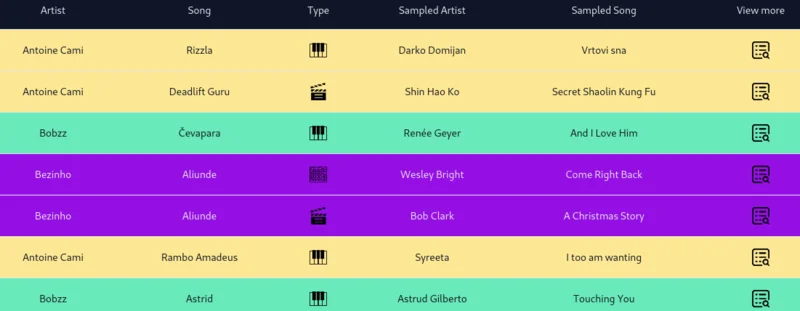 Artist Song Type Sampled Artist Sampled Song View more
Antoine Cami Rizzla Darko Domijan Vrtovi sna
Antoine Cami Deadlift Guru Shin Hao Ko Secret Shaolin Kung Fu
Bobzz Čevapara Renée Geyer And I Love Him
Bezinho Aliunde Wesley Bright Come Right Back
Bezinho Aliunde Bob Clark A Christmas Story
Antoine Cami Rambo Amadeus Syreeta I too am wanting
Bobzz Astrid Astrud Gilberto Touching You